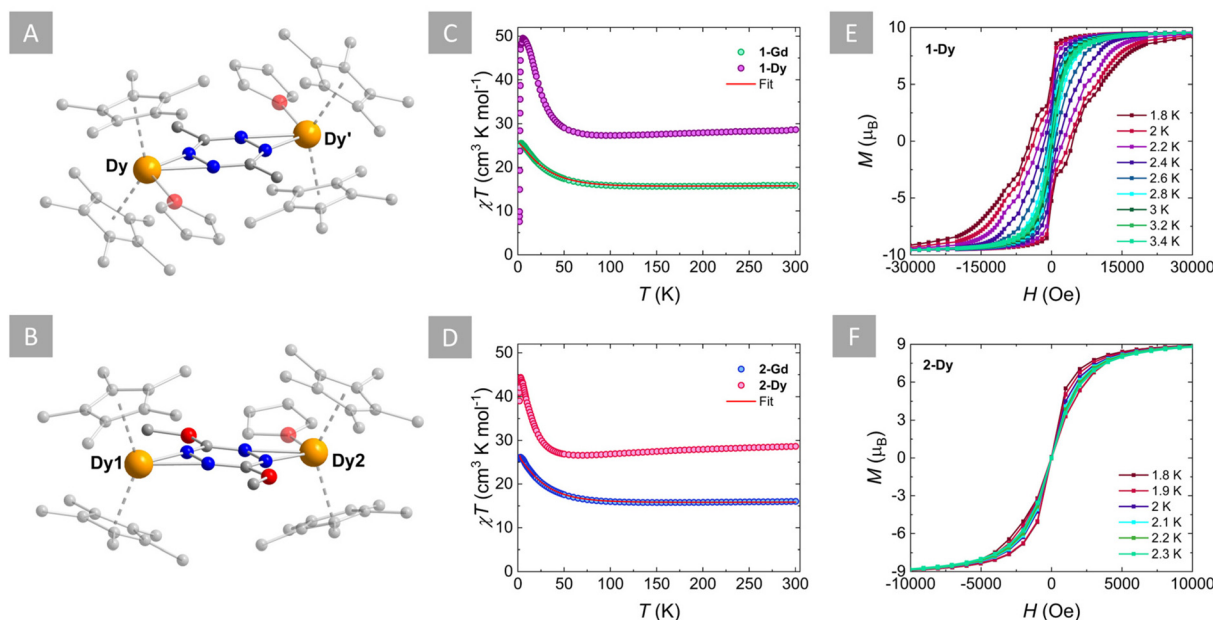 A
Dy
Dy'
B
Dy1
Dy2
C
50
40
30
20
10
0
χT (cm³ K mol⁻¹)
1-Gd
1-Dy
Fit
0 50 100 150 200 250 300
T (K)
D
50
40
30
20
10
0
χT (cm³ K mol⁻¹)
2-Gd
2-Dy
Fit
0 50 100 150 200 250 300
T (K)
E
10
5
0
-5
-10
M (μB)
1-Dy
1.8 K
2 K
2.2 K
2.4 K
2.6 K
2.8 K
3 K
3.2 K
3.4 K
-30000 -15000 0 15000 30000
H (Oe)
F
9
6
3
0
-3
-6
-9
M (μB)
2-Dy
1.8 K
1.9 K
2 K
2.1 K
2.2 K
2.3 K
-10000 -5000 0 5000 10000
H (Oe)